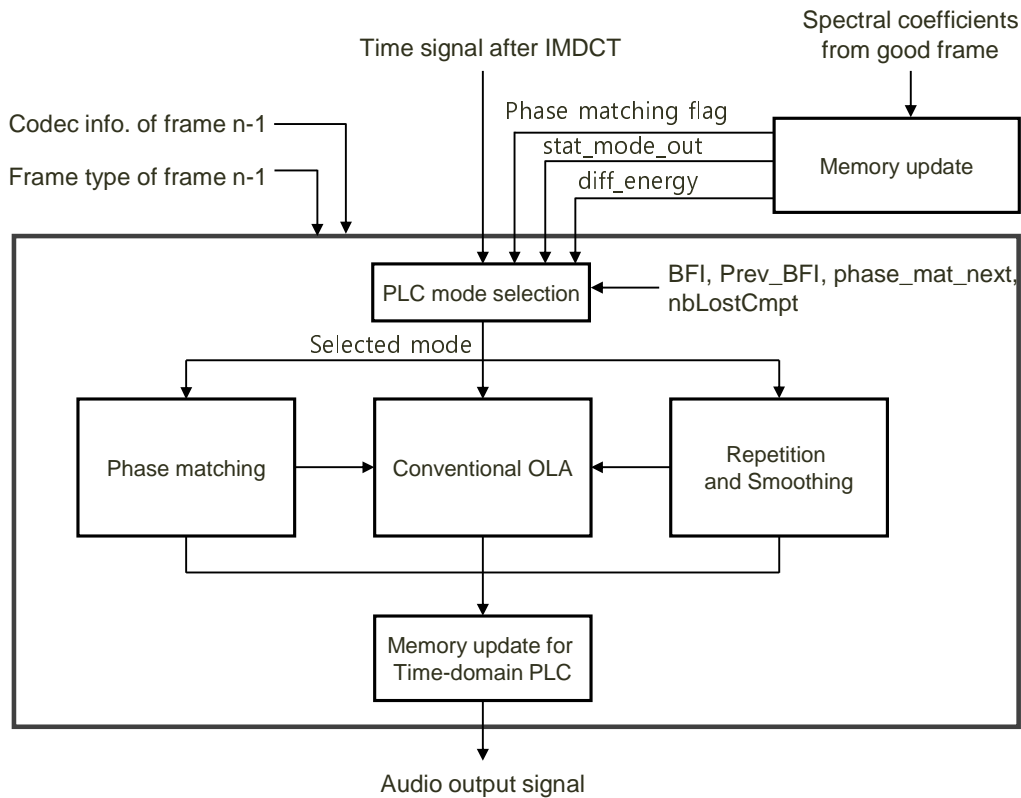 Spectral coefficients
from good frame
Time signal after IMDCT
Phase matching flag
Codec info. of frame n-1
stat_mode_out
Memory update
Frame type of frame n-1
diff_energy
PLC mode selection
BFI, Prev_BFI, phase_mat_next,
nbLostCmpt
Selected mode
Phase matching
Conventional OLA
Repetition
and Smoothing
Memory update for
Time-domain PLC
Audio output signal